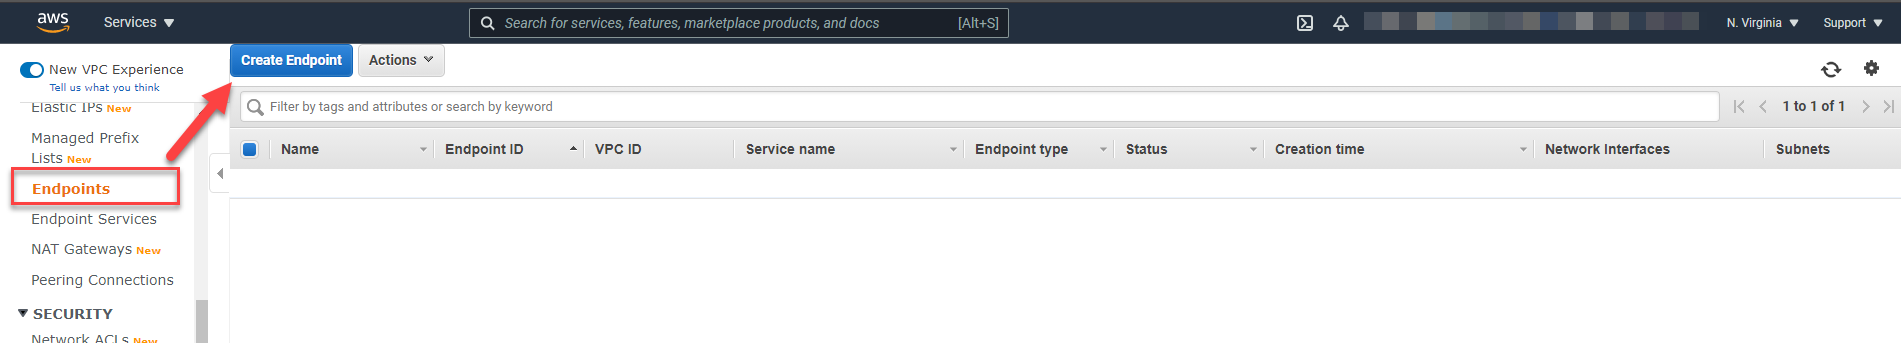 aws Services Search for services, features, marketplace products, and docs [Alt+S] N. Virginia Support
New VPC Experience
Tell us what you think
Elastic IPs New
Managed Prefix
Lists New
Endpoints
Endpoint Services
NAT Gateways New
Peering Connections
SECURITY
Network ACLs New
Create Endpoint Actions
Filter by tags and attributes or search by keyword 1 to 1 of 1
Name Endpoint ID VPC ID Service name Endpoint type Status Creation time Network Interfaces Subnets